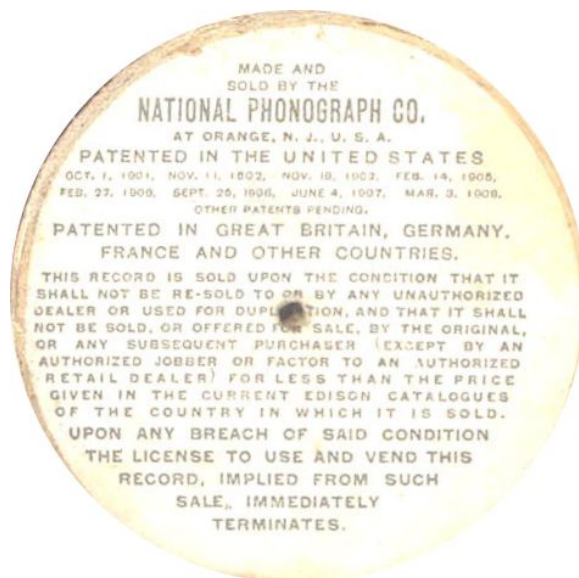 MADE AND
SOLD BY THE
NATIONAL PHONOGRAPH CO.
AT ORANGE, N. J., U. S. A.
PATENTED IN THE UNITED STATES
OCT. 1, 1901, NOV. 11, 1902, NOV. 18, 1902, FEB. 14, 1905,
FEB. 27, 1906, SEPT. 25, 1906, JUNE 4, 1907, MAR. 3, 1908,
OTHER PATENTS PENDING.
PATENTED IN GREAT BRITAIN, GERMANY,
FRANCE AND OTHER COUNTRIES.
THIS RECORD IS SOLD UPON THE CONDITION THAT IT
SHALL NOT BE RE-SOLD TO OR BY ANY UNAUTHORIZED
DEALER OR USED FOR DUPLICATION, AND THAT IT SHALL
NOT BE SOLD, OR OFFERED FOR SALE, BY THE ORIGINAL,
OR ANY SUBSEQUENT PURCHASER (EXCEPT BY AN
AUTHORIZED JOBBER OR FACTOR TO AN AUTHORIZED
RETAIL DEALER) FOR LESS THAN THE PRICE
GIVEN IN THE CURRENT EDISON CATALOGUES
OF THE COUNTRY IN WHICH IT IS SOLD.
UPON ANY BREACH OF SAID CONDITION
THE LICENSE TO USE AND VEND THIS
RECORD, IMPLIED FROM SUCH
SALE, IMMEDIATELY
TERMINATES.